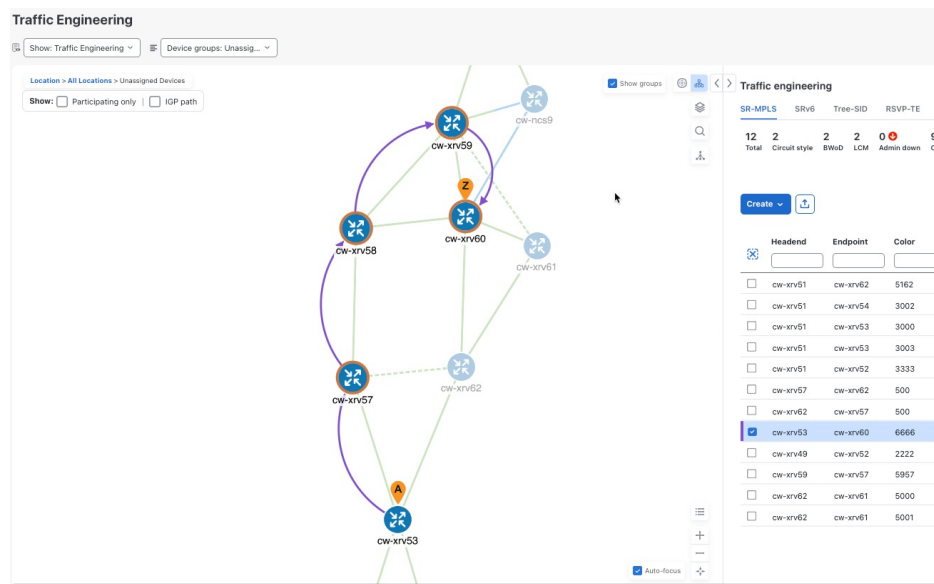 Traffic Engineering
Show: Traffic Engineering
Device groups: Unassig...
Location > All Locations > Unassigned Devices
Show: Participating only | IGP path
Show groups
cw-ncs9
cw-xrv59
Z
cw-xrv60
cw-xrv58
cw-xrv61
cw-xrv62
cw-xrv57
A
cw-xrv53
Auto-focus
Traffic engineering
SR-MPLS SRv6 Tree-SID RSVP-TE
12 2 2 2 0
Total Circuit style BWoD LCM Admin down
Create
Headend Endpoint Color
cw-xrv51 cw-xrv62 5162
cw-xrv51 cw-xrv54 3002
cw-xrv51 cw-xrv53 3000
cw-xrv51 cw-xrv53 3003
cw-xrv51 cw-xrv52 3333
cw-xrv57 cw-xrv62 500
cw-xrv62 cw-xrv57 500
cw-xrv53 cw-xrv60 6666
cw-xrv49 cw-xrv52 2222
cw-xrv59 cw-xrv57 5957
cw-xrv62 cw-xrv61 5000
cw-xrv62 cw-xrv61 5001